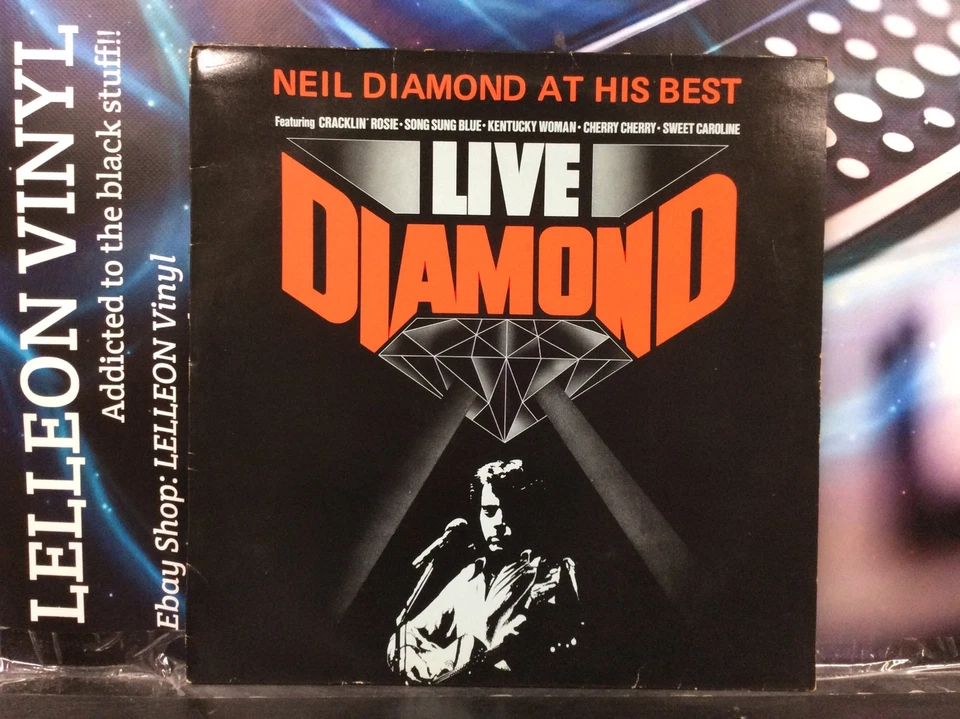 LELLEON VINYL
Addicted to the black stuff!!
Ebay Shop: LELLEON Vinyl
NEIL DIAMOND AT HIS BEST
Featuring CRACKLIN' ROSIE • SONG SUNG BLUE • KENTUCKY WOMAN • CHERRY CHERRY • SWEET CAROLINE
LIVE
DIAMOND